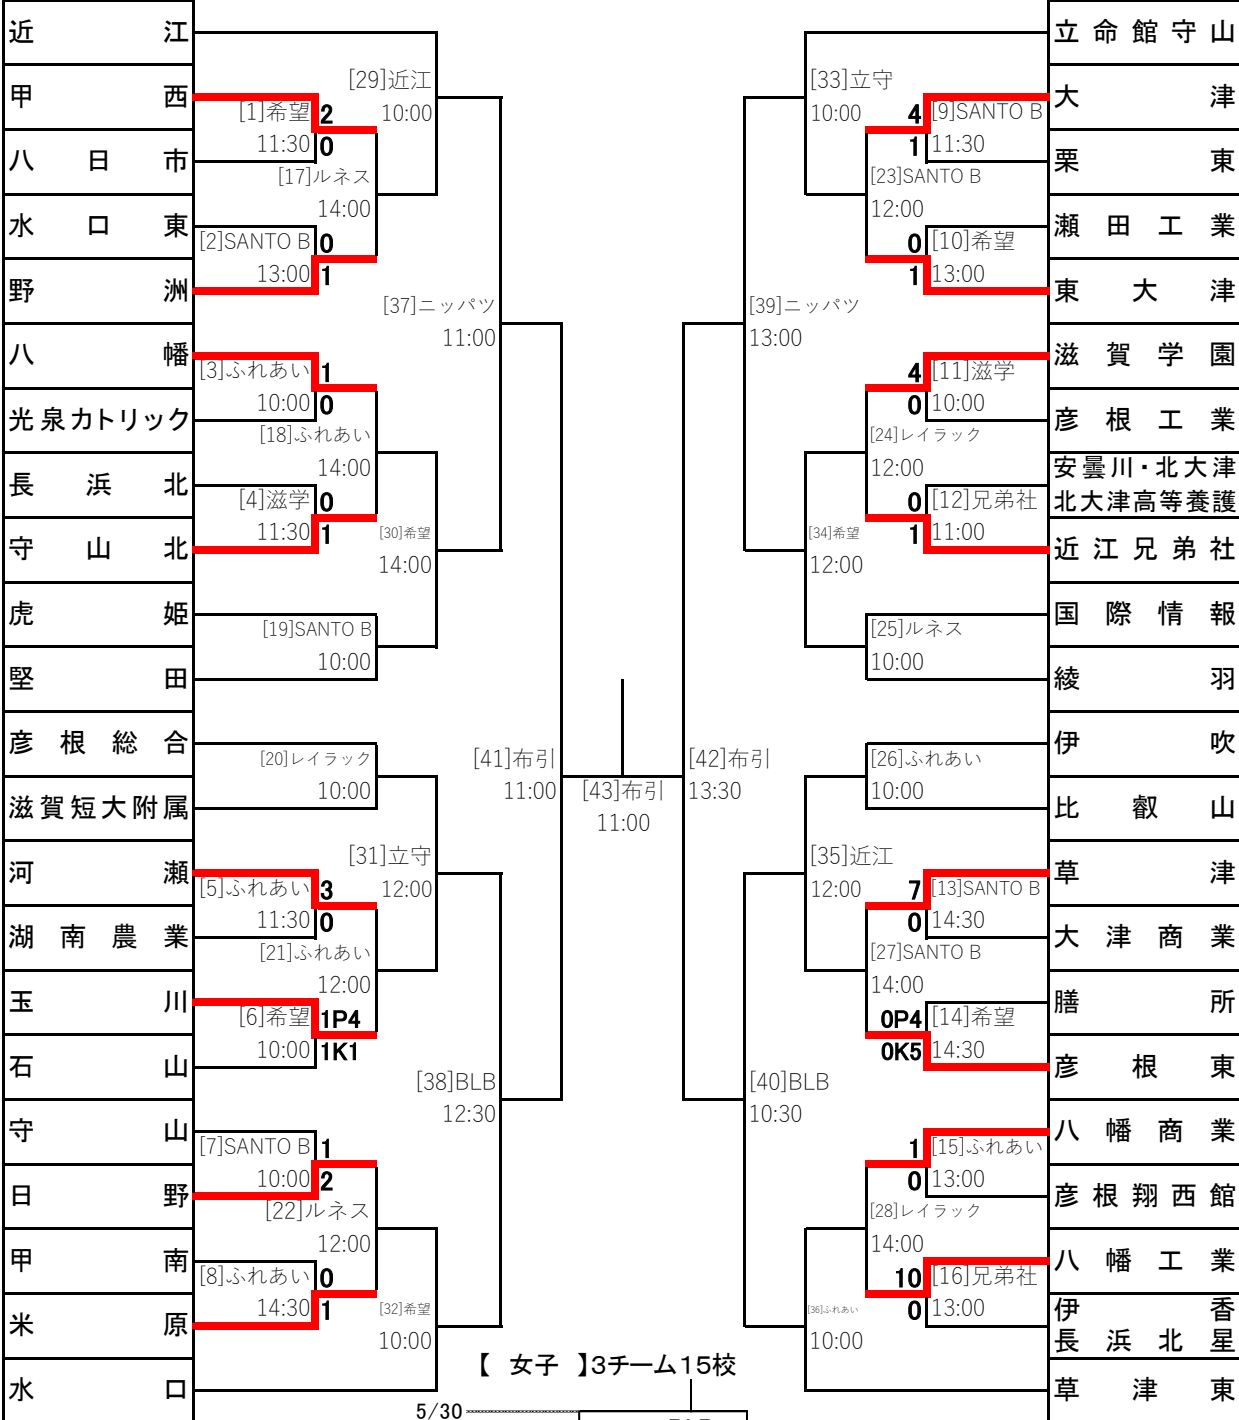 近江
甲西
八日市
水口東
野洲
八幡
光泉カトリック
長浜北
守山北
虎姫
堅田
彦根総合
滋賀短大附属
河瀬
湖南農業
玉川
石山
守山
日野
甲南
米原
水口
[1]希望 2
11:30 0
[2]SANTO B 0
13:00 1
[3]ふれあい 1
10:00 0
[4]滋学 0
11:30 1
[5]ふれあい 3
11:30 0
[6]希望 1P4
10:00 1K1
[7]SANTO B 1
10:00 2
[8]ふれあい 0
14:30 1
[17]ルネス
14:00
[18]ふれあい
14:00
[19]SANTO B
10:00
[20]レイラック
10:00
[21]ふれあい
12:00
[22]ルネス
12:00
[29]近江
10:00
[30]希望
14:00
[31]立守
12:00
[32]希望
10:00
[37]ニッパツ
11:00
[38]BLB
12:30
[41]布引
11:00
[43]布引
11:00
[42]布引
13:30
[39]ニッパツ
13:00
[40]BLB
10:30
[33]立守
10:00
[34]希望
12:00
[35]近江
12:00
[36]ふれあい
10:00
[23]SANTO B
12:00
[24]レイラック
12:00
[25]ルネス
10:00
[26]ふれあい
10:00
[27]SANTO B
14:00
[28]レイラック
14:00
4 [9]SANTO B
1 11:30
0 [10]希望
1 13:00
4 [11]滋学
0 10:00
0 [12]兄弟社
1 11:00
7 [13]SANTO B
0 14:30
0P4 [14]希望
0K5 14:30
1 [15]ふれあい
0 13:00
10 [16]兄弟社
0 13:00
立命館守山
大津
栗東
瀬田工業
東大津
滋賀学園
彦根工業
安曇川・北大津
北大津高等養護
近江兄弟社
国際情報
綾羽
伊吹
比叡山
草津
大津商業
膳所
彦根東
八幡商業
彦根翔西館
八幡工業
伊香
長浜北星
草津東
【 女子 】3チーム15校
5/30